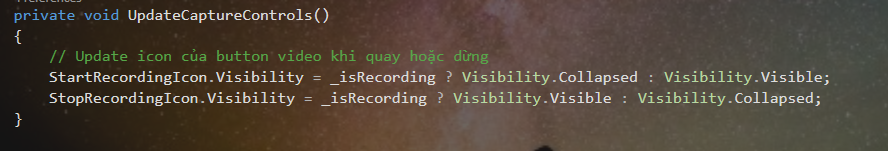 private void UpdateCaptureControls()
{
// Update icon của button video khi quay hoặc dừng
StartRecordingIcon.Visibility = _isRecording ? Visibility.Collapsed : Visibility.Visible;
StopRecordingIcon.Visibility = _isRecording ? Visibility.Visible : Visibility.Collapsed;
}